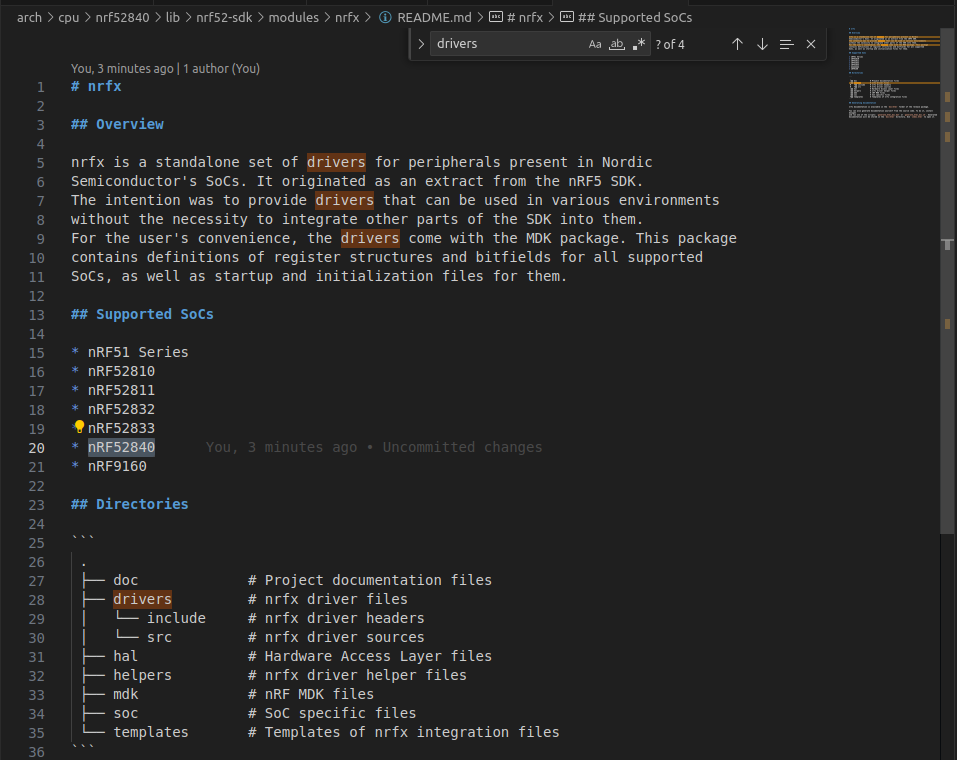 arch > cpu > nrf52840 > lib > nrf52-sdk > modules > nrfx > README.md > # nrfx > ## Supported SoCs
drivers Aa ab .* ? of 4
You, 3 minutes ago | 1 author (You)
1 # nrfx
2
3 ## Overview
4
5 nrfx is a standalone set of drivers for peripherals present in Nordic
6 Semiconductor's SoCs. It originated as an extract from the nRF5 SDK.
7 The intention was to provide drivers that can be used in various environments
8 without the necessity to integrate other parts of the SDK into them.
9 For the user's convenience, the drivers come with the MDK package. This package
10 contains definitions of register structures and bitfields for all supported
11 SoCs, as well as startup and initialization files for them.
12
13 ## Supported SoCs
14
15 * nRF51 Series
16 * nRF52810
17 * nRF52811
18 * nRF52832
19 * nRF52833
20 * nRF52840 You, 3 minutes ago • Uncommitted changes
21 * nRF9160
22
23 ## Directories
24
25 ```
26 .
27 ├── doc # Project documentation files
28 ├── drivers # nrfx driver files
29 │   └── include # nrfx driver headers
30 │   └── src # nrfx driver sources
31 ├── hal # Hardware Access Layer files
32 ├── helpers # nrfx driver helper files
33 ├── mdk # nRF MDK files
34 ├── soc # SoC specific files
35 └── templates # Templates of nrfx integration files
36 ```